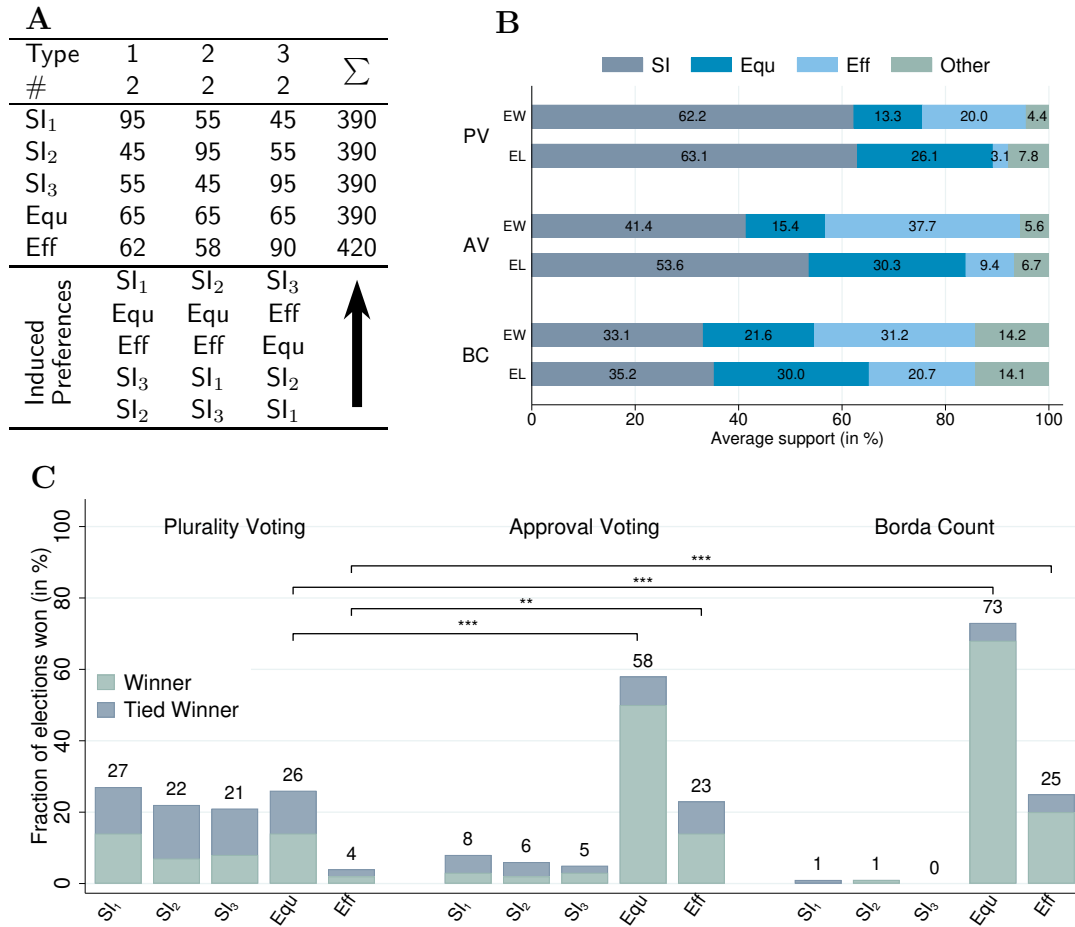 A
Type 1 2 3 ∑
# 2 2 2
SI₁ 95 55 45 390
SI₂ 45 95 55 390
SI₃ 55 45 95 390
Equ 65 65 65 390
Eff 62 58 90 420
Induced Preferences
SI₁ SI₂ SI₃
Equ Equ Eff
Eff Eff Equ
SI₃ SI₁ SI₂
SI₂ SI₃ SI₁
B
SI Equ Eff Other
PV
EW 62.2 13.3 20.0 4.4
EL 63.1 26.1 3.1 7.8
AV
EW 41.4 15.4 37.7 5.6
EL 53.6 30.3 9.4 6.7
BC
EW 33.1 21.6 31.2 14.2
EL 35.2 30.0 20.7 14.1
0 20 40 60 80 100
Average support (in %)
C
Plurality Voting Approval Voting Borda Count
Fraction of elections won (in %)
100
80
60
40
20
0
***
***
**
***
Winner
Tied Winner
27 22 21 26 4
8 6 5 58 23
1 1 0 73 25
SI₁ SI₂ SI₃ Equ Eff
SI₁ SI₂ SI₃ Equ Eff
SI₁ SI₂ SI₃ Equ Eff